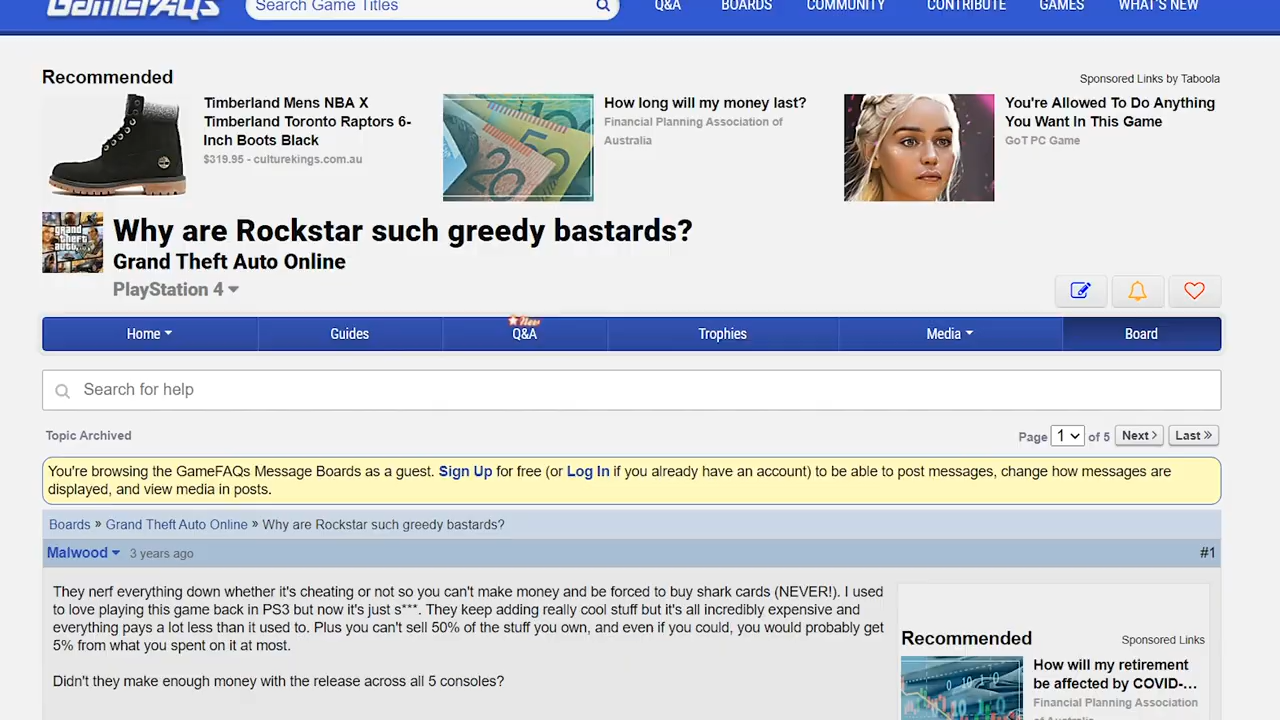 GameFAQs
Search Game Titles
Q&A
BOARDS
COMMUNITY
CONTRIBUTE
GAMES
WHAT'S NEW
Recommended
Sponsored Links by Taboola
Timberland Mens NBA X
Timberland Toronto Raptors 6-
Inch Boots Black
$319.95 - culturekings.com.au
How long will my money last?
Financial Planning Association of
Australia
You're Allowed To Do Anything
You Want In This Game
GoT PC Game
Why are Rockstar such greedy bastards?
Grand Theft Auto Online
PlayStation 4
Home
Guides
New
Q&A
Trophies
Media
Board
Search for help
Topic Archived
Page 1 of 5 Next Last
You're browsing the GameFAQs Message Boards as a guest. Sign Up for free (or Log In if you already have an account) to be able to post messages, change how messages are
displayed, and view media in posts.
Boards » Grand Theft Auto Online » Why are Rockstar such greedy bastards?
Malwood 3 years ago
#1
They nerf everything down whether it's cheating or not so you can't make money and be forced to buy shark cards (NEVER!). I used
to love playing this game back in PS3 but now it's just s***. They keep adding really cool stuff but it's all incredibly expensive and
everything pays a lot less than it used to. Plus you can't sell 50% of the stuff you own, and even if you could, you would probably get
5% from what you spent on it at most.
Didn't they make enough money with the release across all 5 consoles?
Recommended
Sponsored Links
How will my retirement
be affected by COVID-...
Financial Planning Association
of Australia